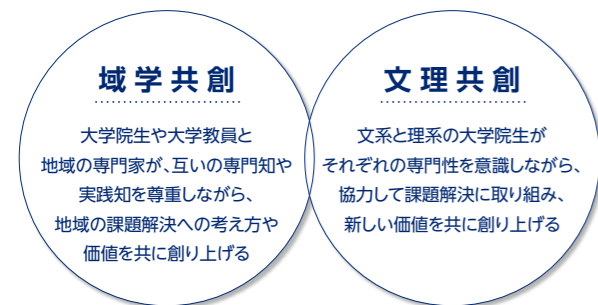 域学共創
大学院生や大学教員と
地域の専門家が、互いの専門知や
実践知を尊重しながら、
地域の課題解決への考え方や
価値を共に創り上げる
文理共創
文系と理系の大学院生が
それぞれの専門性を意識しながら、
協力して課題解決に取り組み、
新しい価値を共に創り上げる